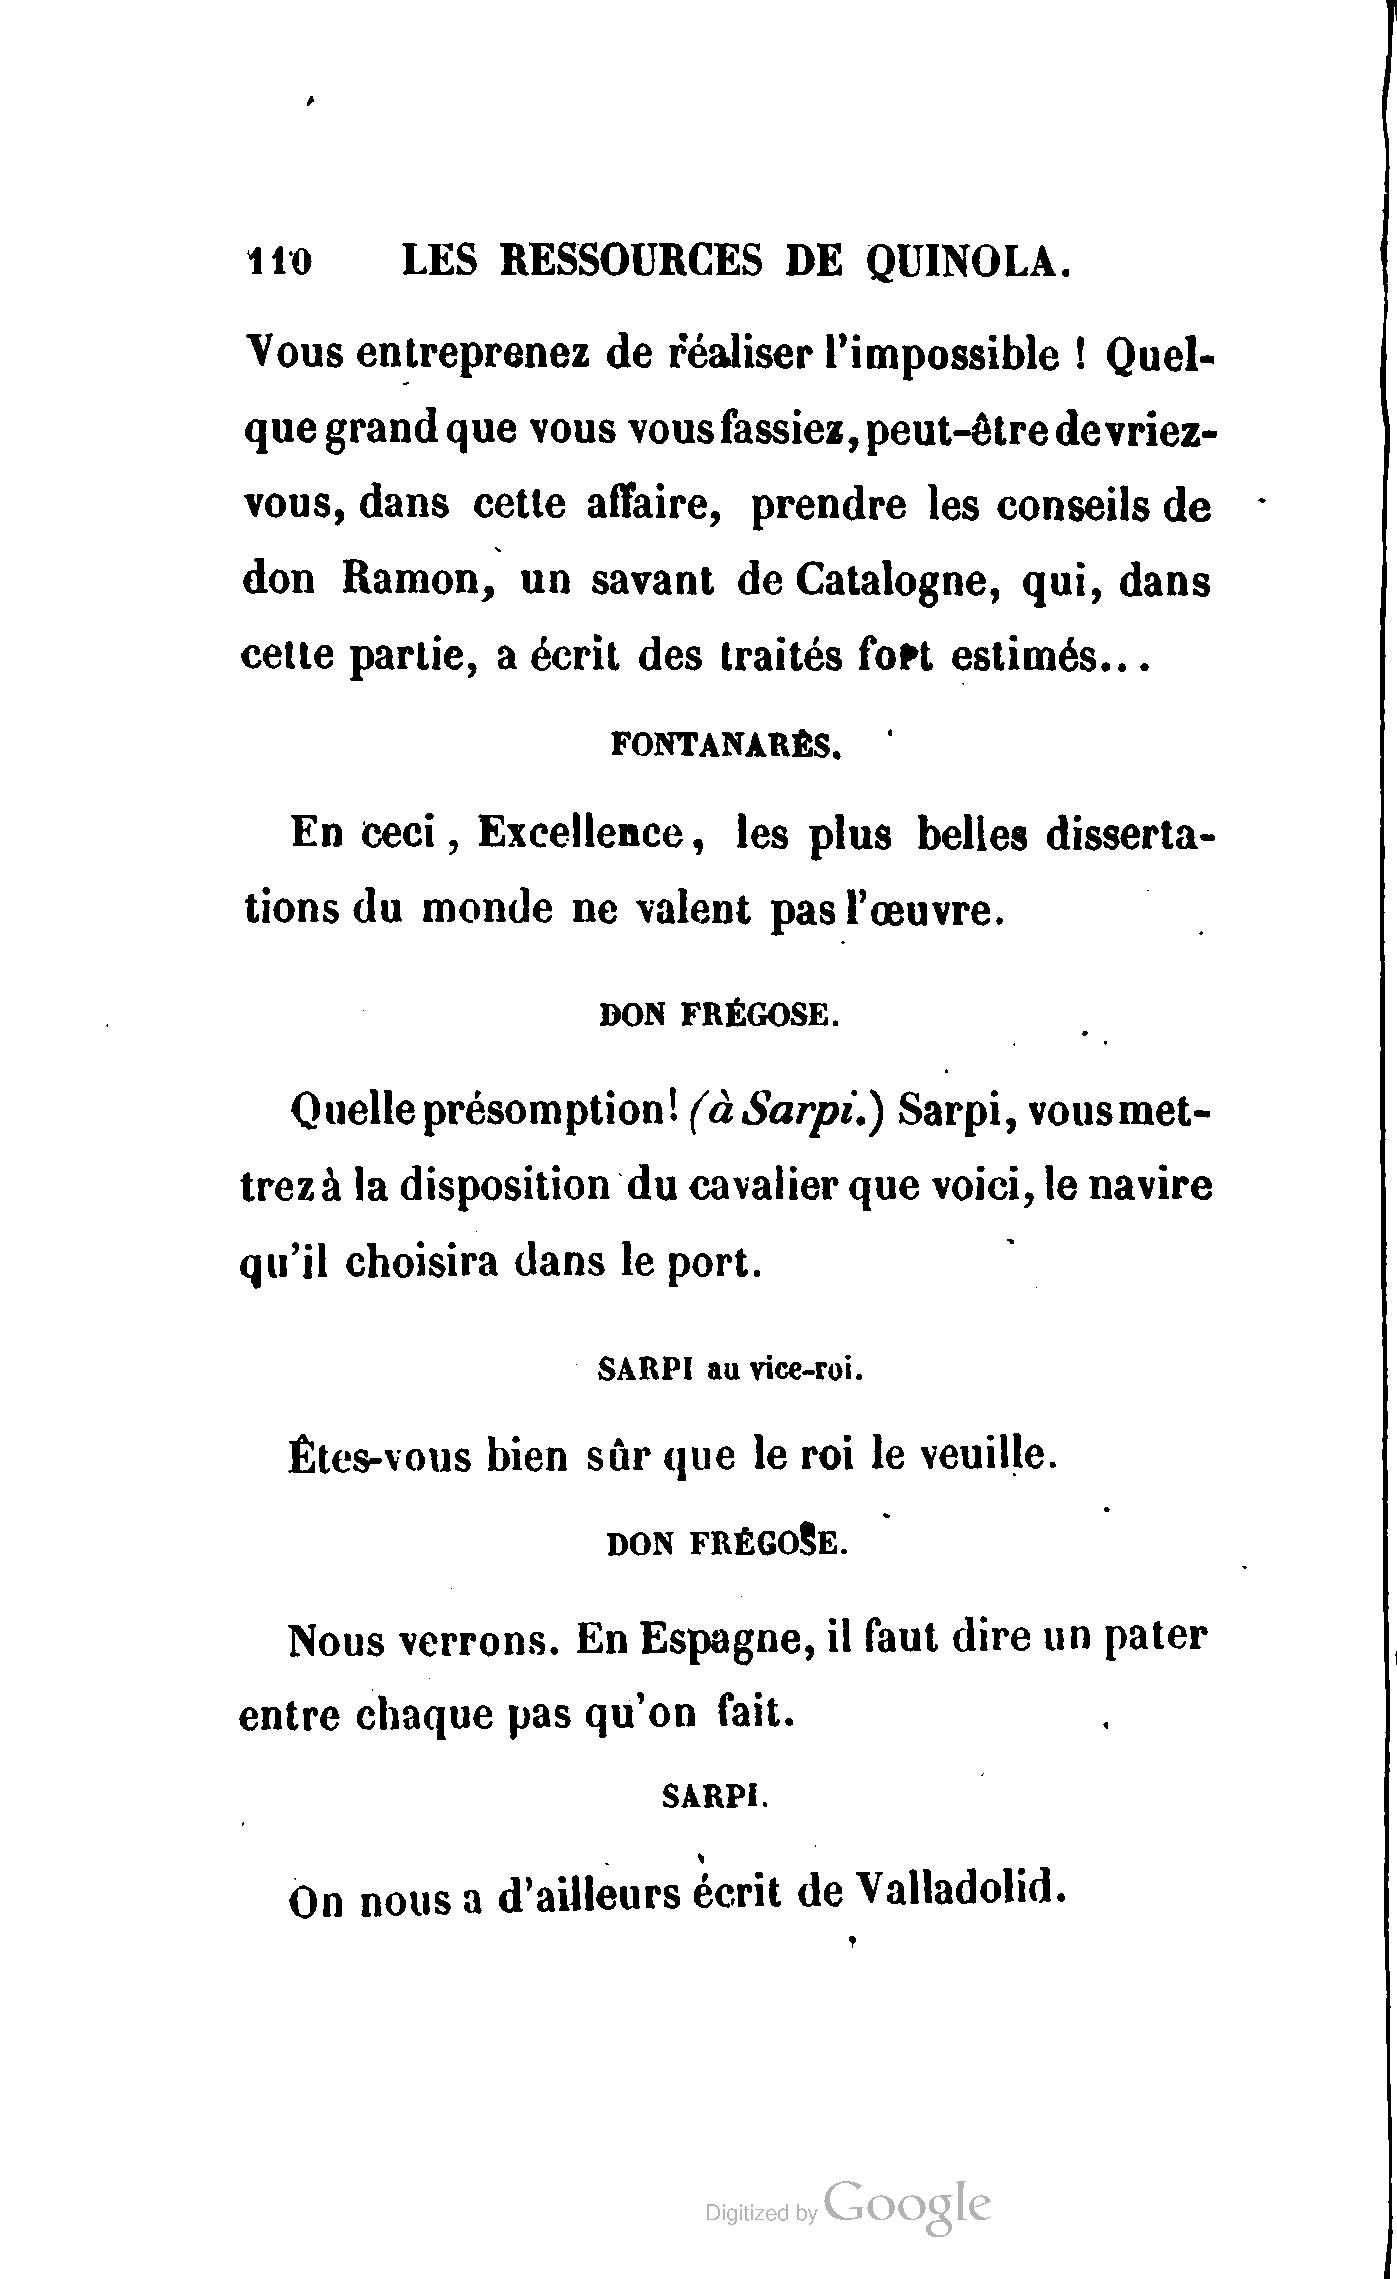 110 LES RESSOURCES DE QUINOLA.
Vous entreprenez de réaliser l'impossible ! Quel-
que grand que vous vous fassiez, peut-être devriez-
vous, dans cette affaire, prendre les conseils de
don Ramon, un savant de Catalogne, qui, dans
cette partie, a écrit des traités fort estimés...
FONTANARÈS.
En ceci, Excellence, les plus belles disserta-
tions du monde ne valent pas l'œuvre.
DON FRÉGOSE.
Quelle présomption! (à Sarpi.) Sarpi, vous met-
trez à la disposition du cavalier que voici, le navire
qu'il choisira dans le port.
SARPI au vice-roi.
Êtes-vous bien sûr que le roi le veuille.
DON FRÉGOSE.
Nous verrons. En Espagne, il faut dire un pater
entre chaque pas qu'on fait.
SARPI.
On nous a d'ailleurs écrit de Valladolid.
Digitized by Google